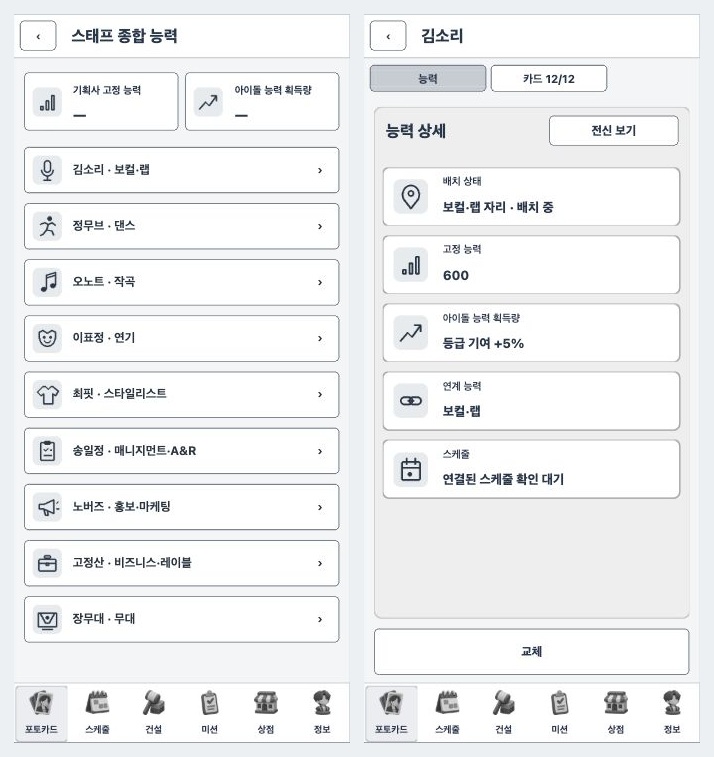 ‹ 스태프 종합 능력
기획사 고정 능력
—
아이돌 능력 획득량
—
김소리 · 보컬·랩 ›
정무브 · 댄스 ›
오노트 · 작곡 ›
이표정 · 연기 ›
최핏 · 스타일리스트 ›
송일정 · 매니지먼트·A&R ›
노버즈 · 홍보·마케팅 ›
고정산 · 비즈니스·레이블 ›
장무대 · 무대 ›
포토카드 스케줄 건설 미션 상점 정보
‹ 김소리
능력 카드 12/12
능력 상세 전신 보기
배치 상태
보컬·랩 자리 · 배치 중
고정 능력
600
아이돌 능력 획득량
등급 기여 +5%
연계 능력
보컬·랩
스케줄
연결된 스케줄 확인 대기
교체
포토카드 스케줄 건설 미션 상점 정보